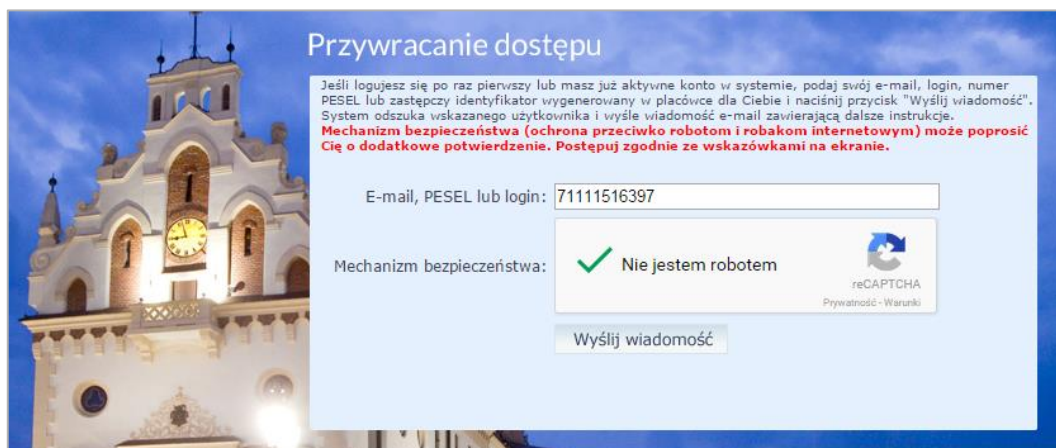 Przywracanie dostępu
Jeśli logujesz się po raz pierwszy lub masz już aktywne konto w systemie, podaj swój e-mail, login, numer
PESEL lub zastępczy identyfikator wygenerowany w placówce dla Ciebie i naciśnij przycisk "Wyślij wiadomość".
System odszuka wskazanego użytkownika i wyśle wiadomość e-mail zawierającą dalsze instrukcje.
Mechanizm bezpieczeństwa (ochrona przeciwko robotom i robakom internetowym) może poprosić
Cię o dodatkowe potwierdzenie. Postępuj zgodnie ze wskazówkami na ekranie.
E-mail, PESEL lub login: 71111516397
Mechanizm bezpieczeństwa: Nie jestem robotem
reCAPTCHA
Prywatność - Warunki
Wyślij wiadomość